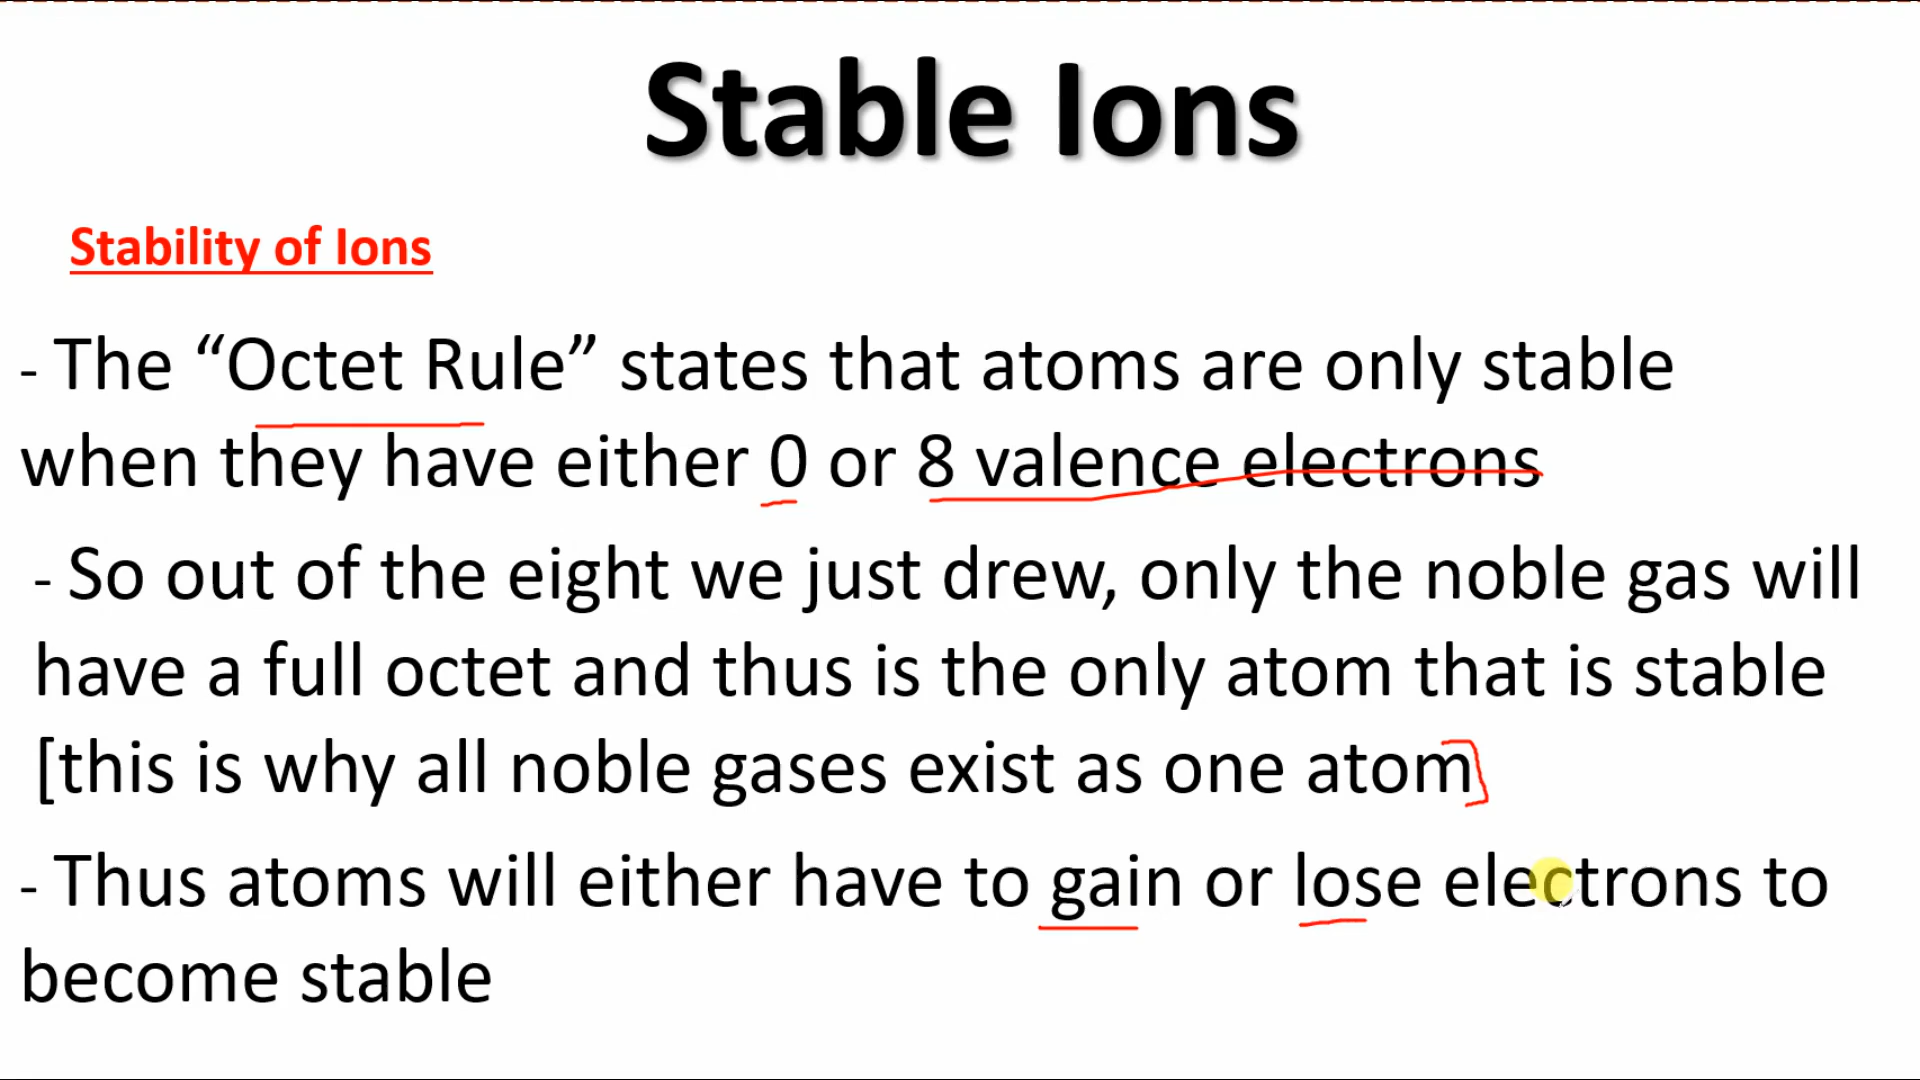 Stable Ions
Stability of Ions
- The “Octet Rule” states that atoms are only stable
when they have either 0 or 8 valence electrons
- So out of the eight we just drew, only the noble gas will
have a full octet and thus is the only atom that is stable
[this is why all noble gases exist as one atom]
- Thus atoms will either have to gain or lose electrons to
become stable